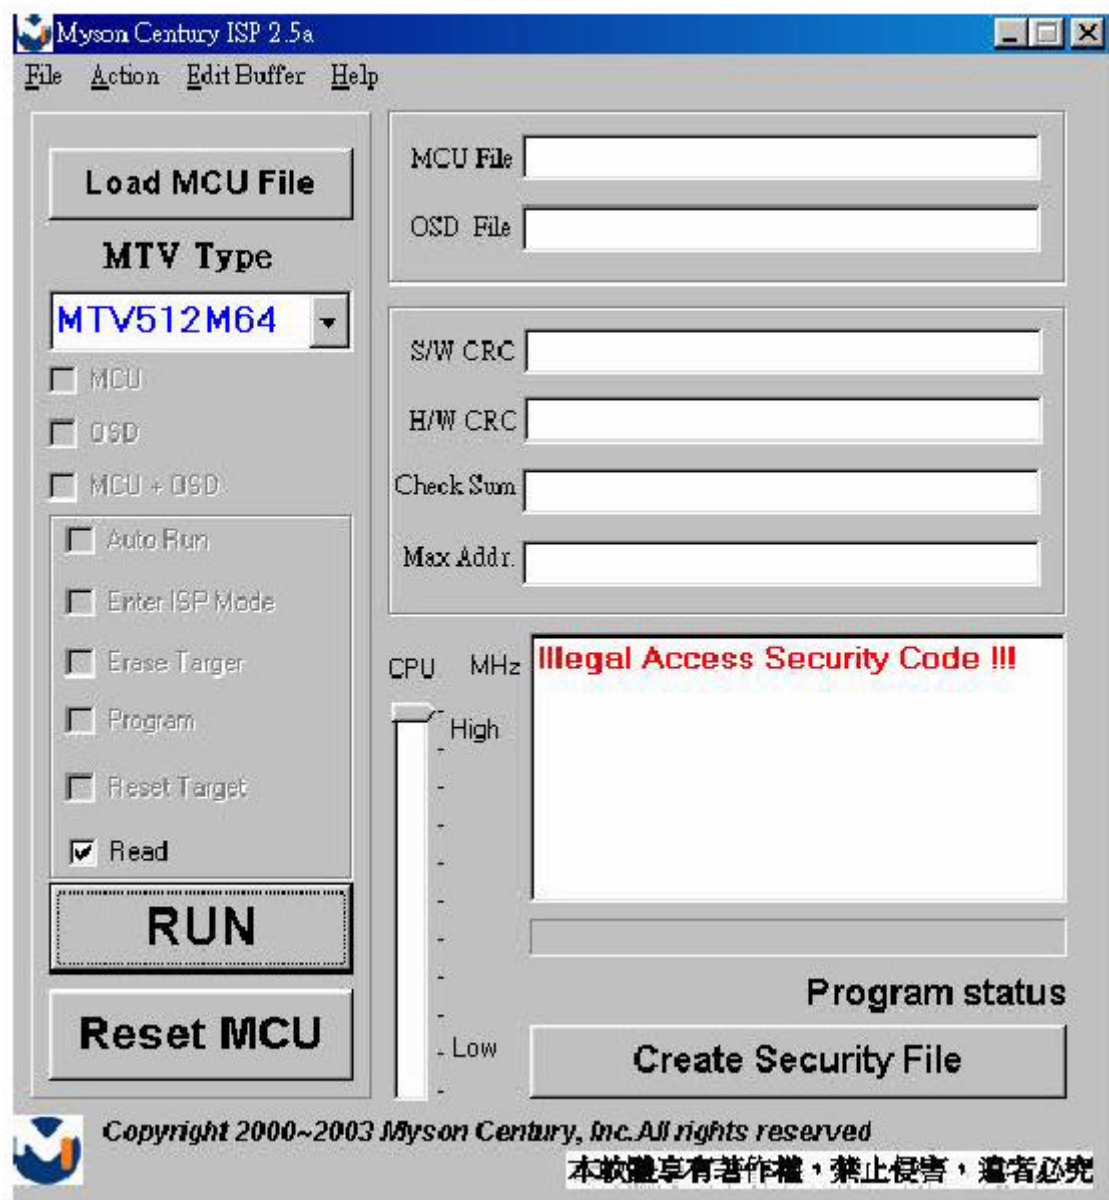 Myson Century ISP 2.5a
File Action Edit Buffer Help
Load MCU File
MTV Type
MTV512M64
MCU
OSD
MCU + OSD
Auto Run
Enter ISP Mode
Erase Targer
Program
Reset Target
Read
RUN
Reset MCU
MCU File
OSD File
S/W CRC
H/W CRC
Check Sum
Max Addr.
CPU MHz
High
Low
Illegal Access Security Code !!!
Program status
Create Security File
Copyright 2000~2003 Myson Century, Inc.All rights reserved
本軟體享有著作權，禁止侵害，違者必究